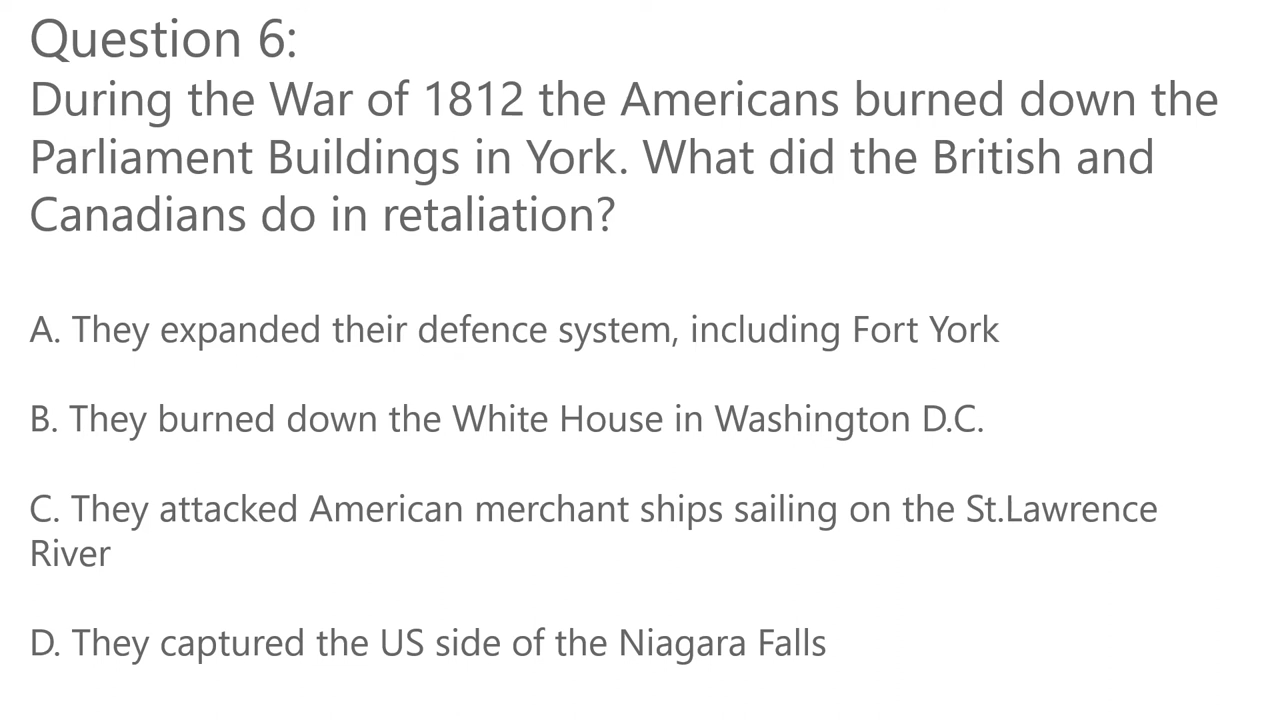 Question 6:
During the War of 1812 the Americans burned down the
Parliament Buildings in York. What did the British and
Canadians do in retaliation?
A. They expanded their defence system, including Fort York
B. They burned down the White House in Washington D.C.
C. They attacked American merchant ships sailing on the St.Lawrence
River
D. They captured the US side of the Niagara Falls